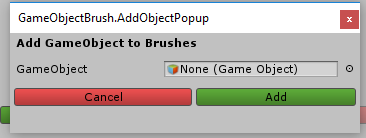 GameObjectBrush.AddObjectPopup
x
Add GameObject to Brushes
GameObject None (Game Object)
Cancel Add